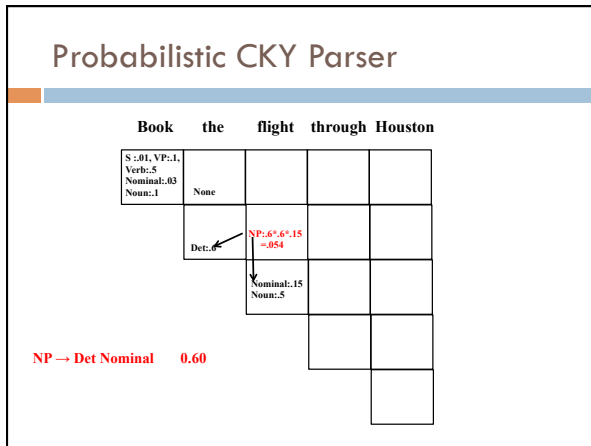 Probabilistic CKY Parser
Book the flight through Houston
S :.01, VP:.1,
Verb:.5
Nominal:.03
Noun:.1
None
NP:.6*.6*.15
=.054
Det:.6
Nominal:.15
Noun:.5
NP → Det Nominal 0.60